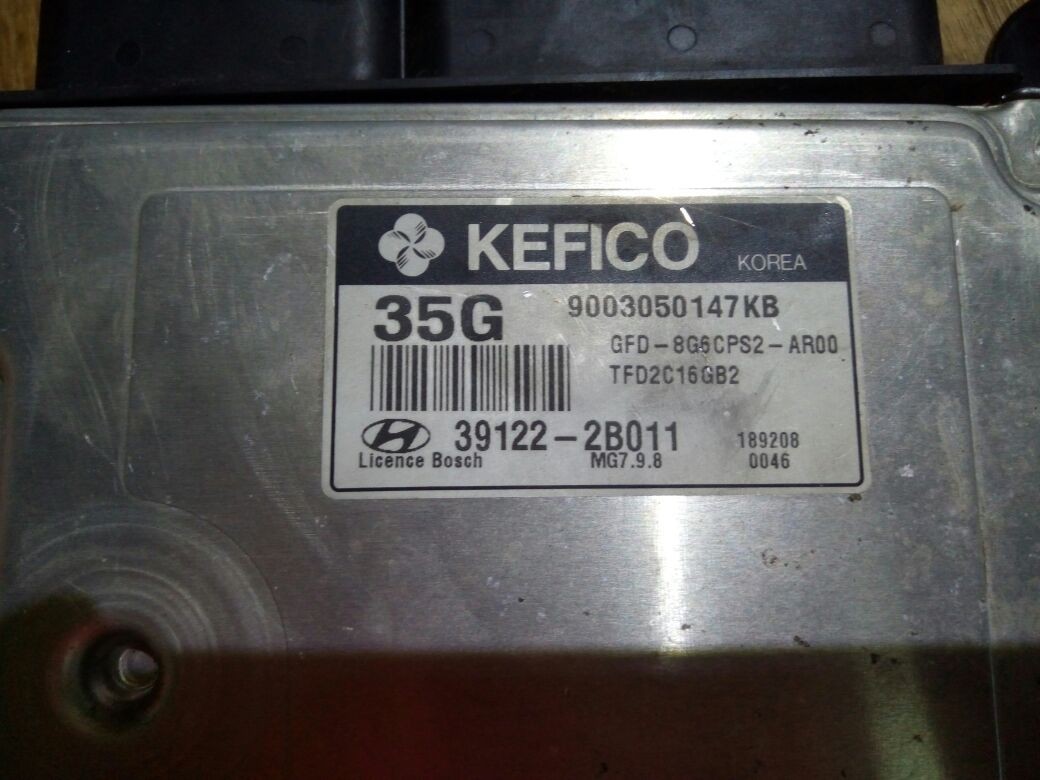 KEFICO KOREA
35G 9003050147KB
GFD-8G6CPS2-AR00
TFD2C16GB2
39122-2B011 189208
Licence Bosch MG7.9.8 0046